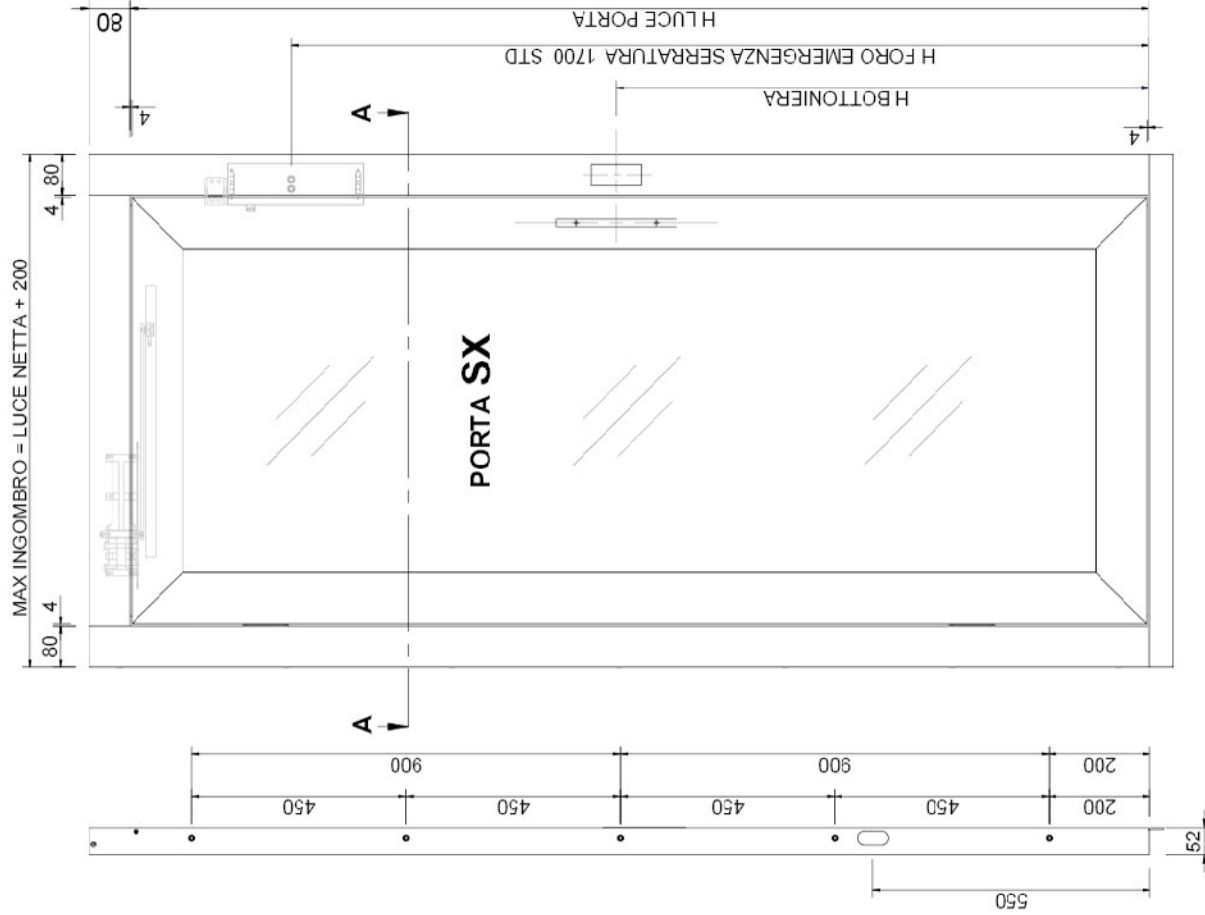 MAX INGOMBRO = LUCE NETTA + 200
80
4
4
80
80
4
H LUCE PORTA
H FORO EMERGENZA SERRATURA 1700 STD
H BOTTONIERA
4
A
A
PORTA SX
900
900
200
450
450
450
450
200
52
550